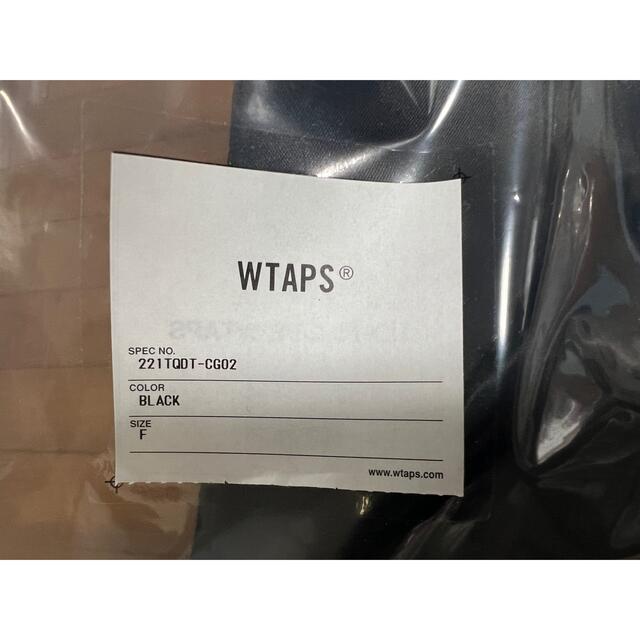 WTAPS®
SPEC NO.
221TQDT-CG02
COLOR
BLACK
SIZE
F
www.wtaps.com